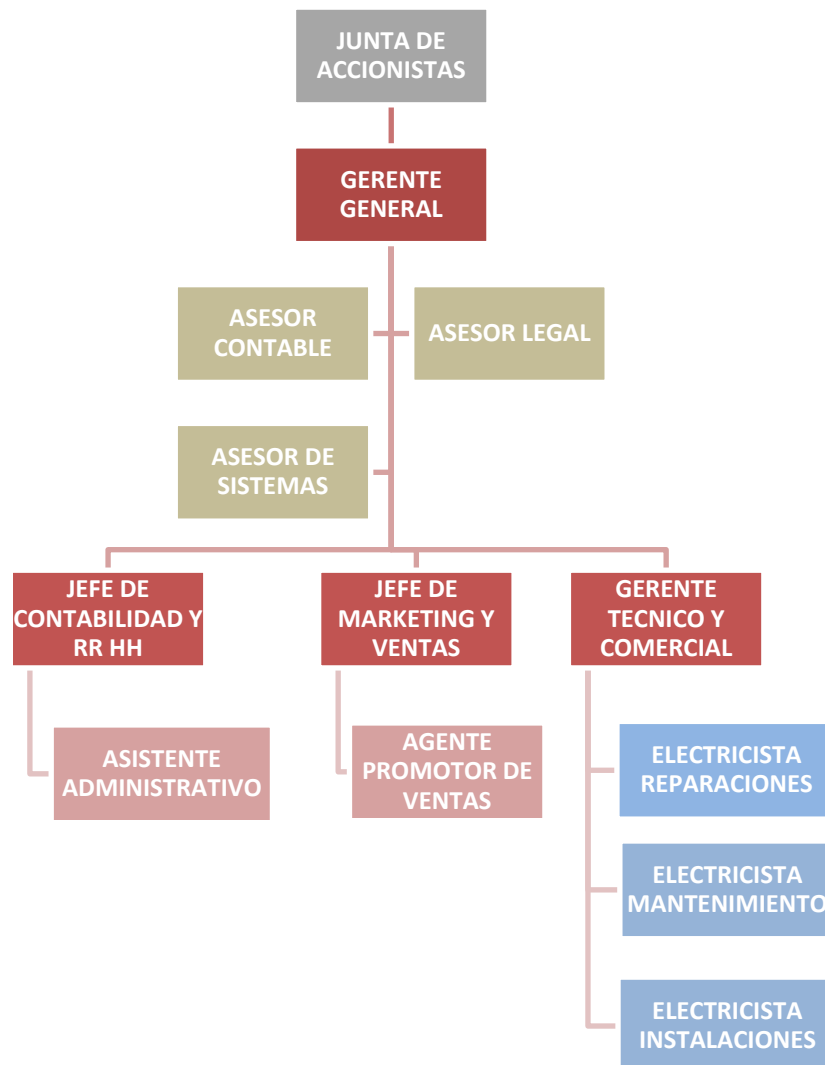 JUNTA DE
ACCIONISTAS
GERENTE
GENERAL
ASESOR
CONTABLE
ASESOR LEGAL
ASESOR DE
SISTEMAS
JEFE DE
CONTABILIDAD Y
RR HH
JEFE DE
MARKETING Y
VENTAS
GERENTE
TECNICO Y
COMERCIAL
ASISTENTE
ADMINISTRATIVO
AGENTE
PROMOTOR DE
VENTAS
ELECTRICISTA
REPARACIONES
ELECTRICISTA
MANTENIMIENTO
ELECTRICISTA
INSTALACIONES